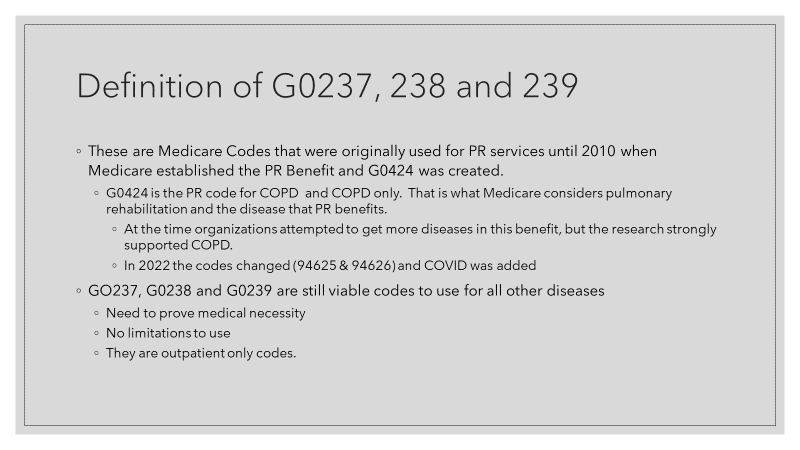 Definition of G0237, 238 and 239
◦ These are Medicare Codes that were originally used for PR services until 2010 when
Medicare established the PR Benefit and G0424 was created.
◦ G0424 is the PR code for COPD and COPD only. That is what Medicare considers pulmonary
rehabilitation and the disease that PR benefits.
◦ At the time organizations attempted to get more diseases in this benefit, but the research strongly
supported COPD.
◦ In 2022 the codes changed (94625 & 94626) and COVID was added
◦ GO237, G0238 and G0239 are still viable codes to use for all other diseases
◦ Need to prove medical necessity
◦ No limitations to use
◦ They are outpatient only codes.